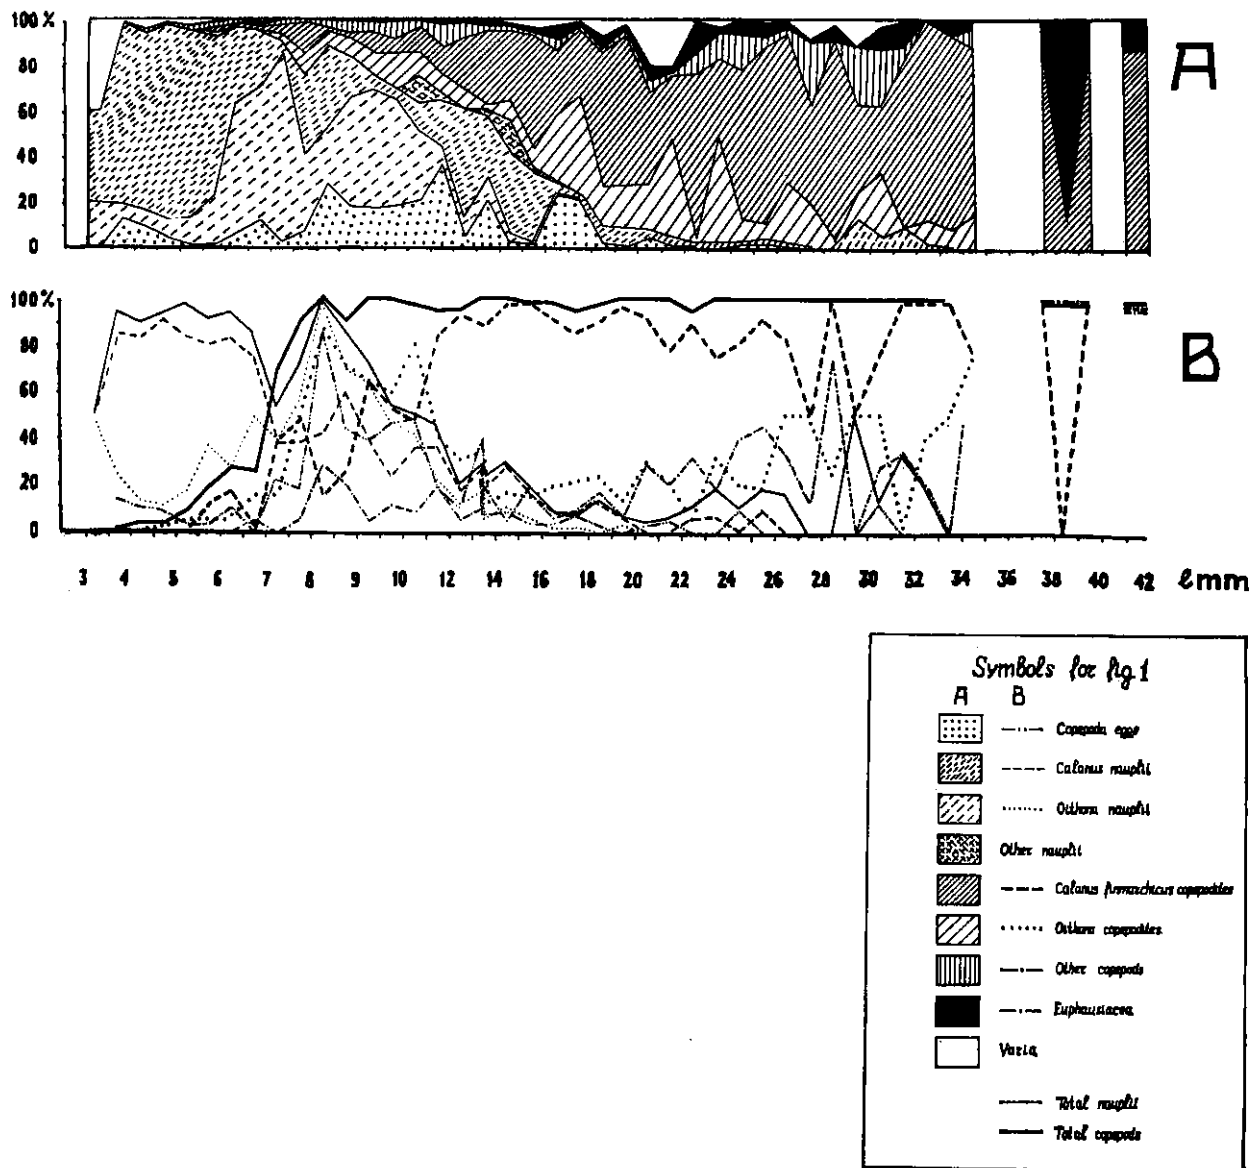 100%
80
60
40
20
0
A
100%
80
60
40
20
0
B
3 4 5 6 7 8 9 10 12 14 16 18 20 22 24 26 28 30 32 34 36 38 40 42 lmm
Symbols for fig 1
A B
Copepoda eggs
Calanus nauplii
Oithona nauplii
Other nauplii
Calanus finmarchicus copepodites
Oithona copepodites
Other copepods
Euphausiacea
Varia
Total nauplii
Total copepods